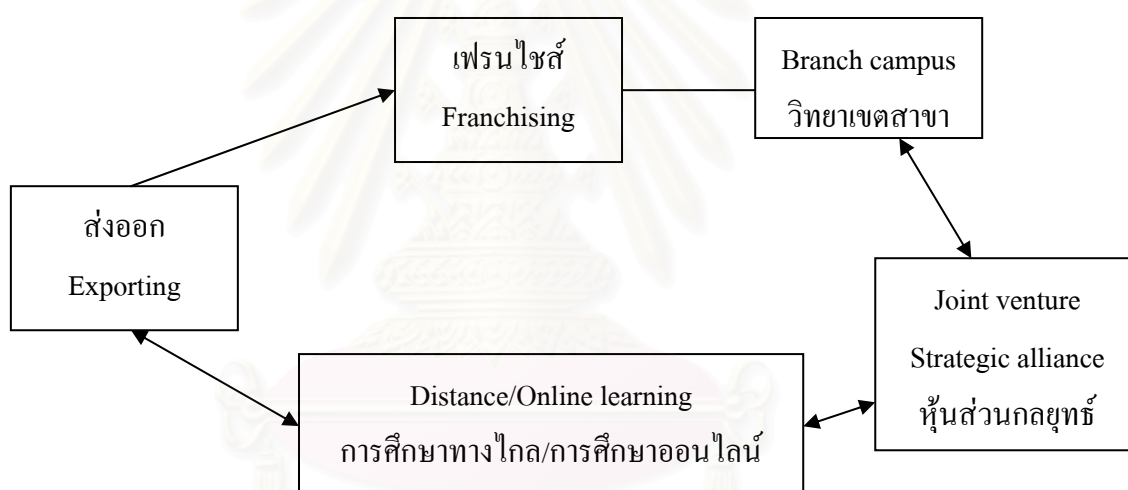 เฟรนไชส์
Franchising
Branch campus
วิทยาเขตสาขา
ส่งออก
Exporting
Joint venture
Strategic alliance
หุ้นส่วนกลยุทธ์
Distance/Online learning
การศึกษาทางไกล/การศึกษาออนไลน์